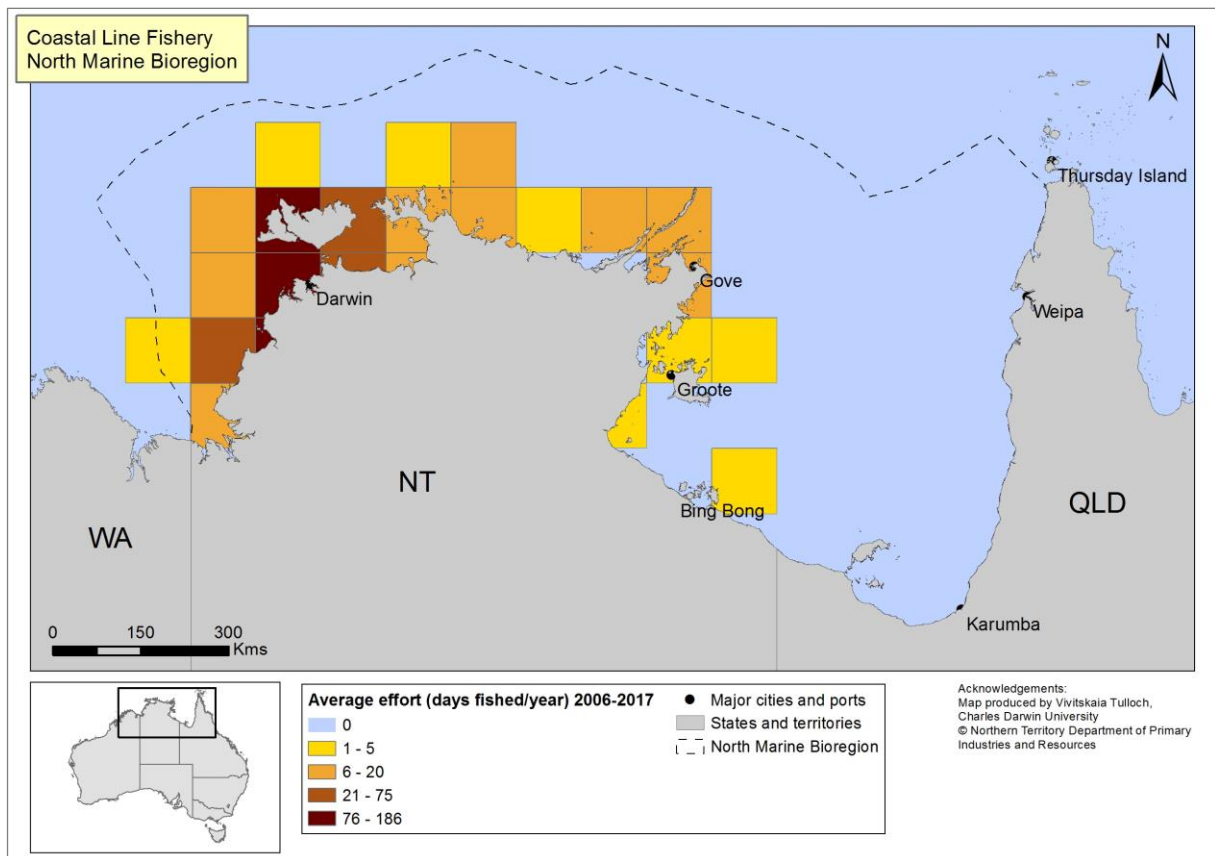 Coastal Line Fishery
North Marine Bioregion
N
Thursday Island
Gove
Darwin
Weipa
Groote
NT
Bing Bong
QLD
WA
Karumba
0 150 300
Kms
Average effort (days fished/year) 2006-2017
0
1 - 5
6 - 20
21 - 75
76 - 186
Major cities and ports
States and territories
North Marine Bioregion
Acknowledgements:
Map produced by Vivitskaia Tulloch,
Charles Darwin University
© Northern Territory Department of Primary
Industries and Resources